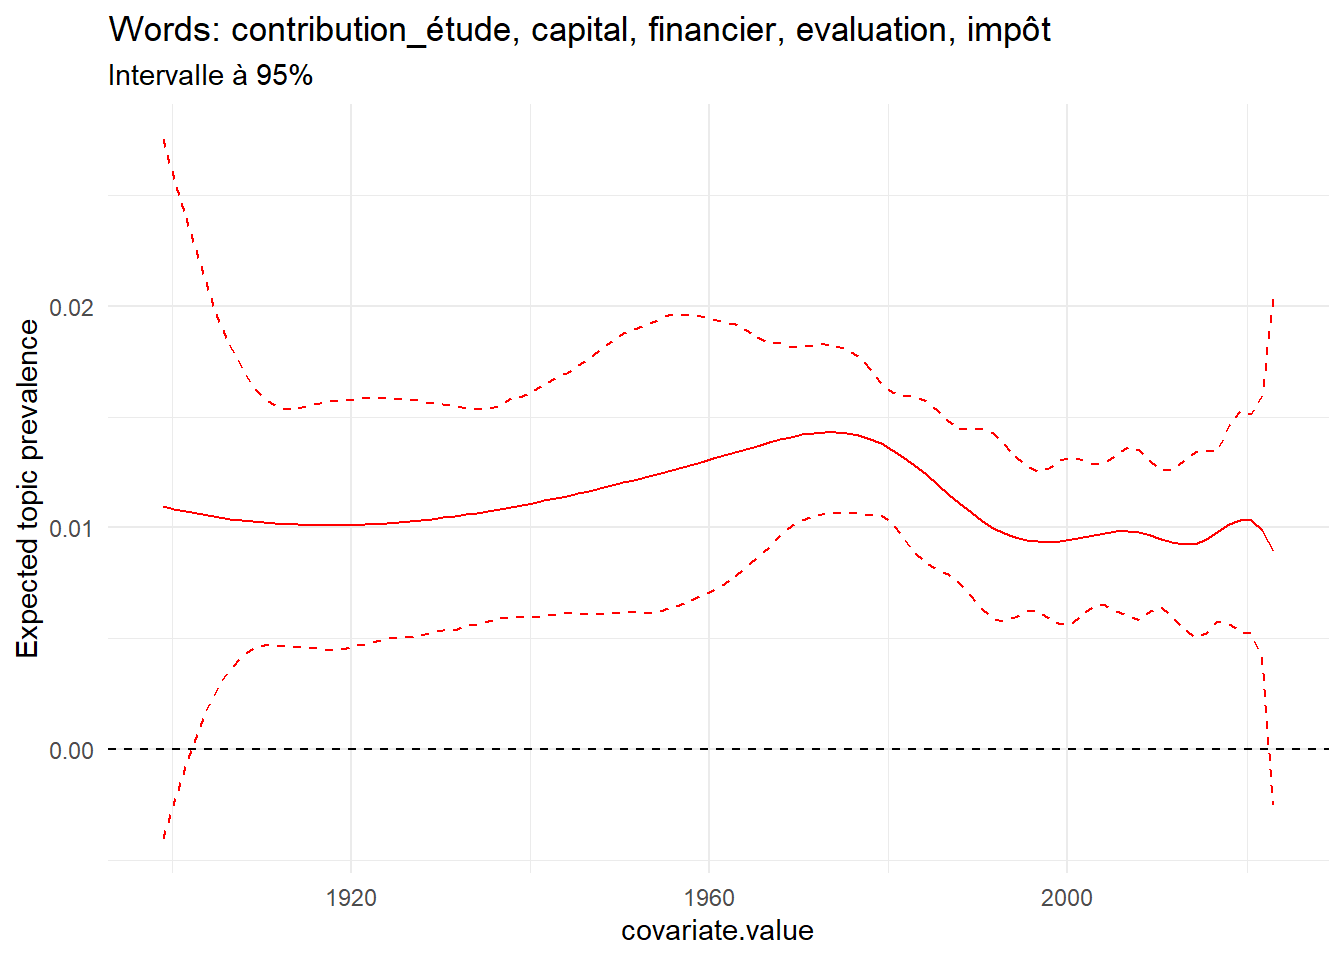 Words: contribution_étude, capital, financier, evaluation, impôt
Intervalle à 95%
Expected topic prevalence
0.02
0.01
0.00
1920
1960
2000
covariate.value